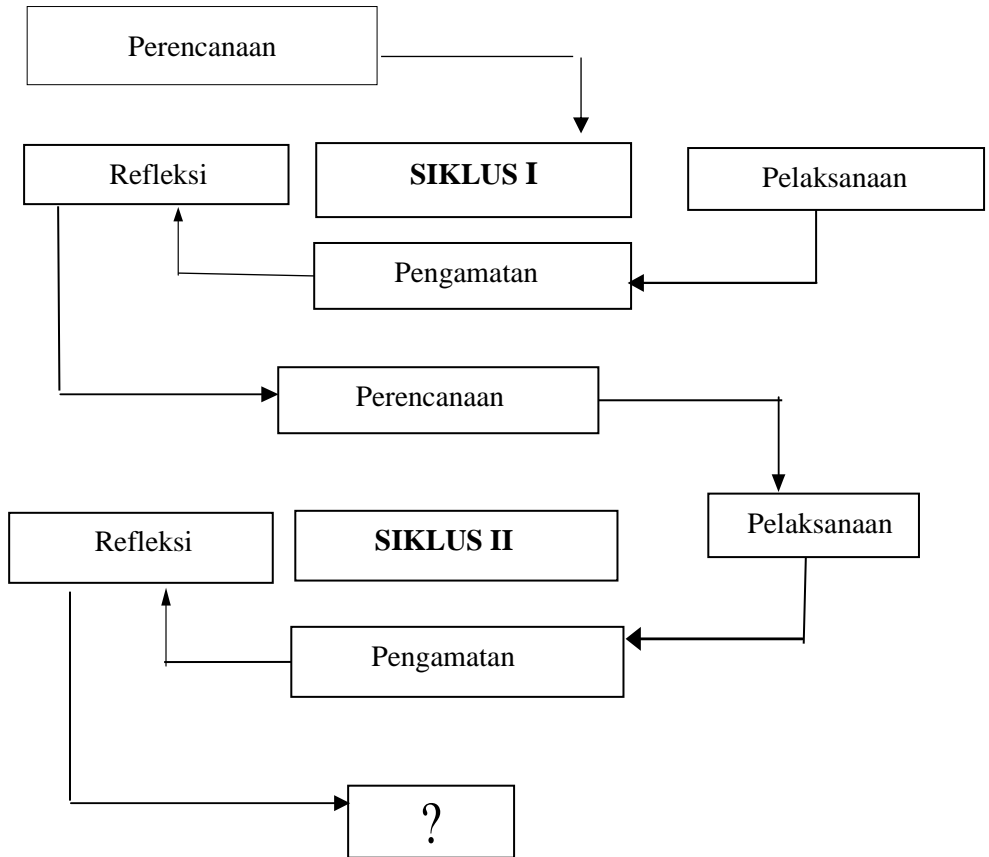 Perencanaan
Refleksi
SIKLUS I
Pelaksanaan
Pengamatan
Perencanaan
Pelaksanaan
Refleksi
SIKLUS II
Pengamatan
?